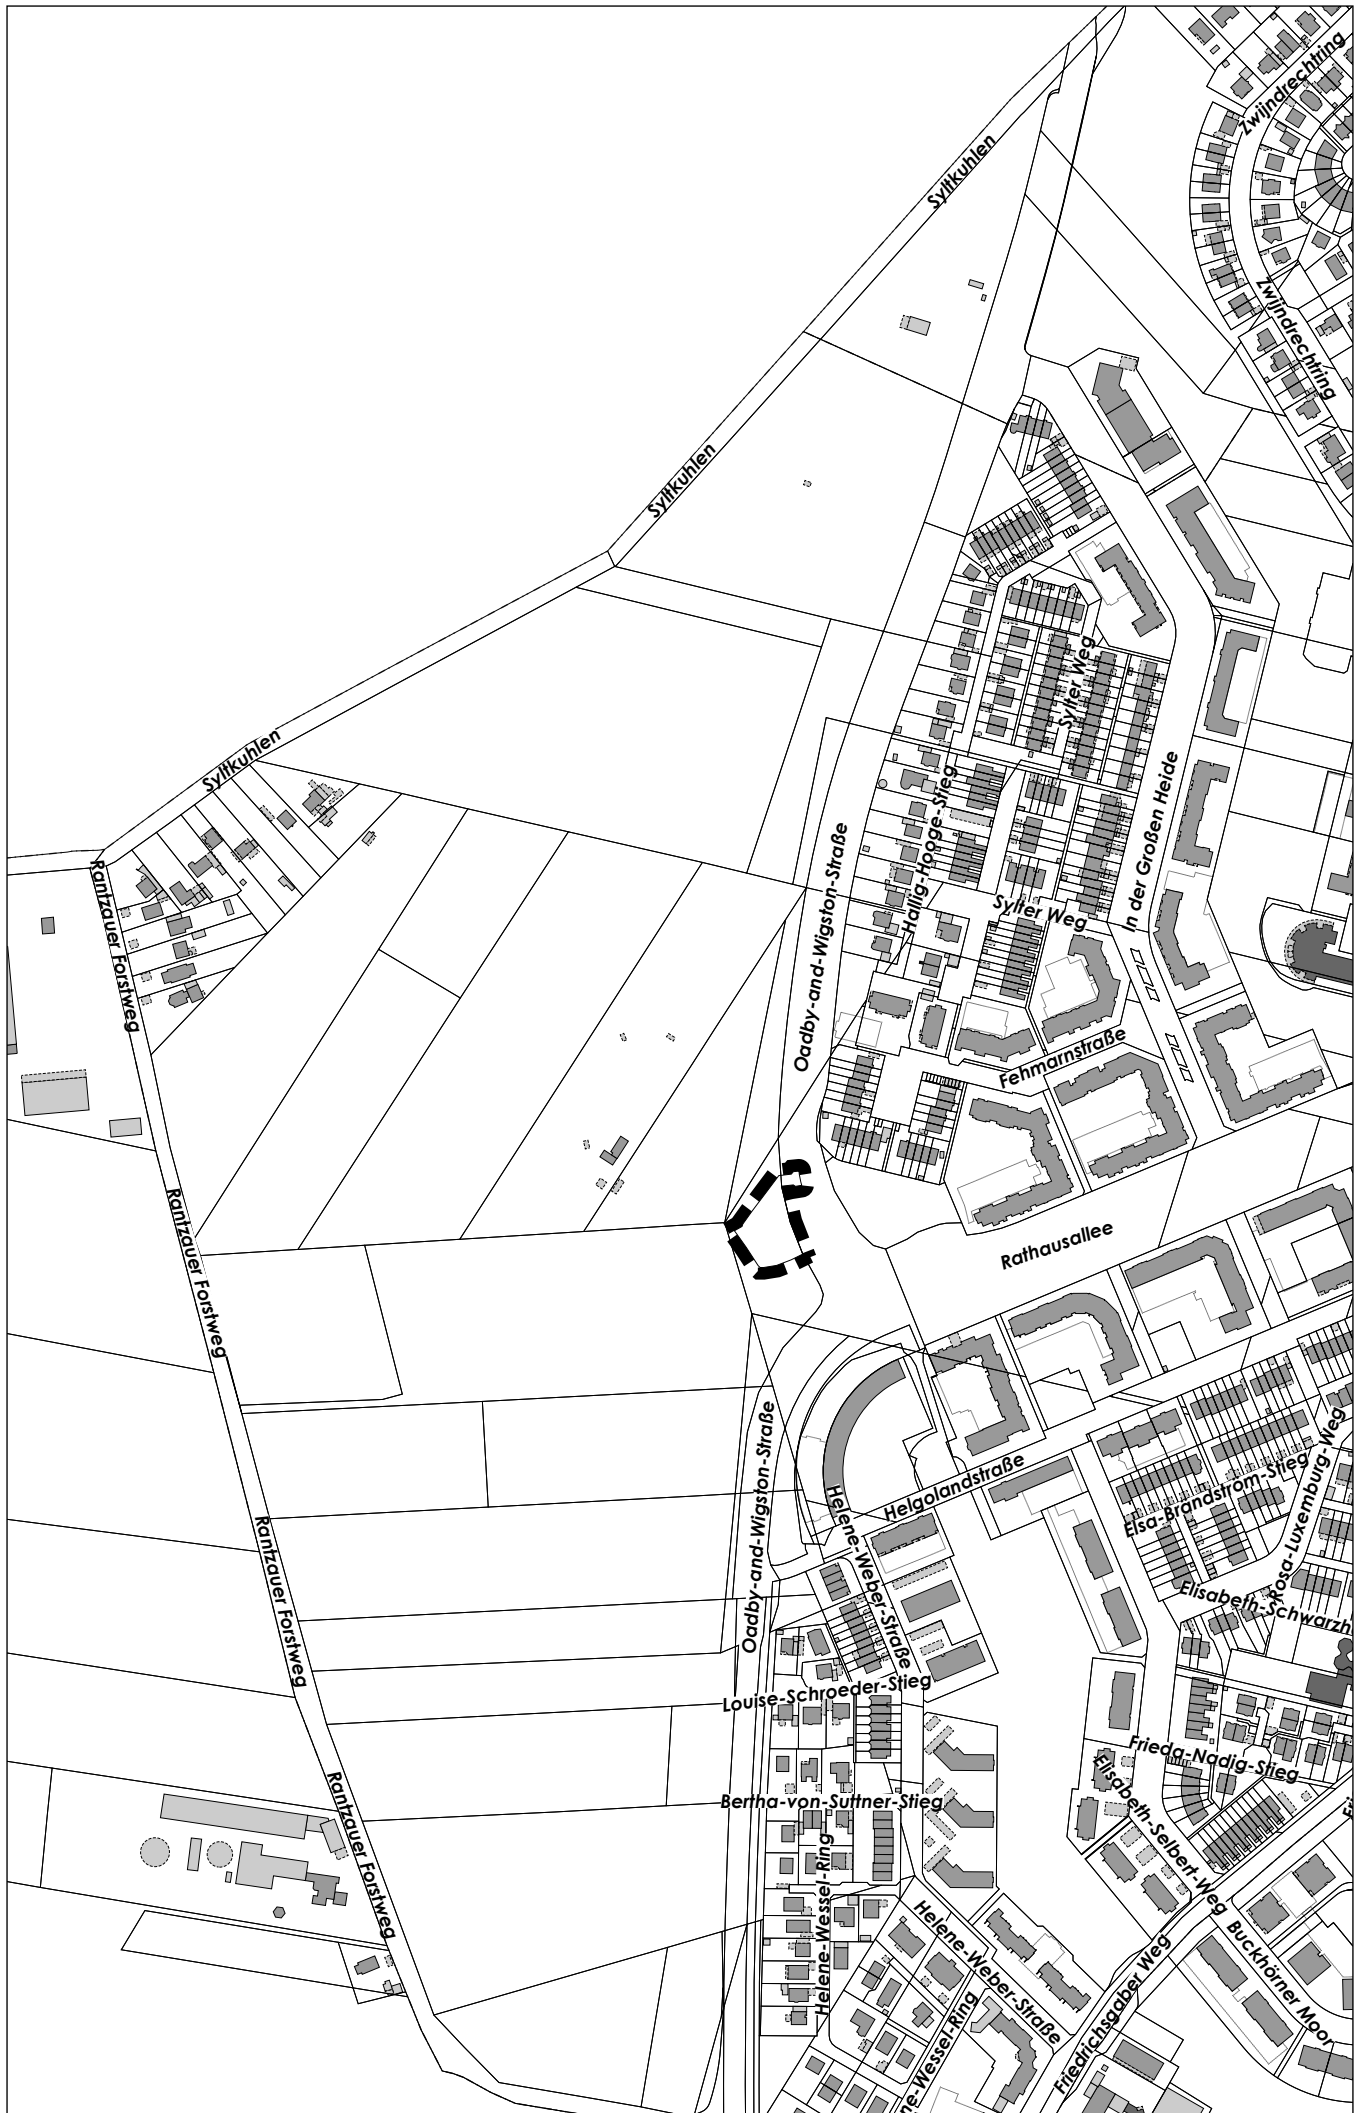 Zwijndrechtring
Syltkuhlen
Zwijndrechtring
Syltkuhlen
Sylter Weg
Syltkuhlen
In der Großen Heide
Hallig-Hooge-Stieg
Oadby-and-Wigston-Straße
Rantzauer Forstweg
Sylter Weg
Fehmarnstraße
Rathausallee
Rantzauer Forstweg
Oadby-and-Wigston-Straße
Helgolandstraße
Rosa-Luxemburg-Weg
Elsa-Brandström-Stieg
Helene-Weber-Straße
Rantzauer Forstweg
Elisabeth-Schwarzh
Louise-Schroeder-Stieg
Frieda-Nadig-Stieg
Elisabeth-Selbert-Weg
Bertha-von-Suttner-Stieg
Rantzauer Forstweg
Helene-Wessel-Ring
Helene-Weber-Straße
Buckhörner Moor
Friedrichsgaber Weg
ne-Wessel-Ring